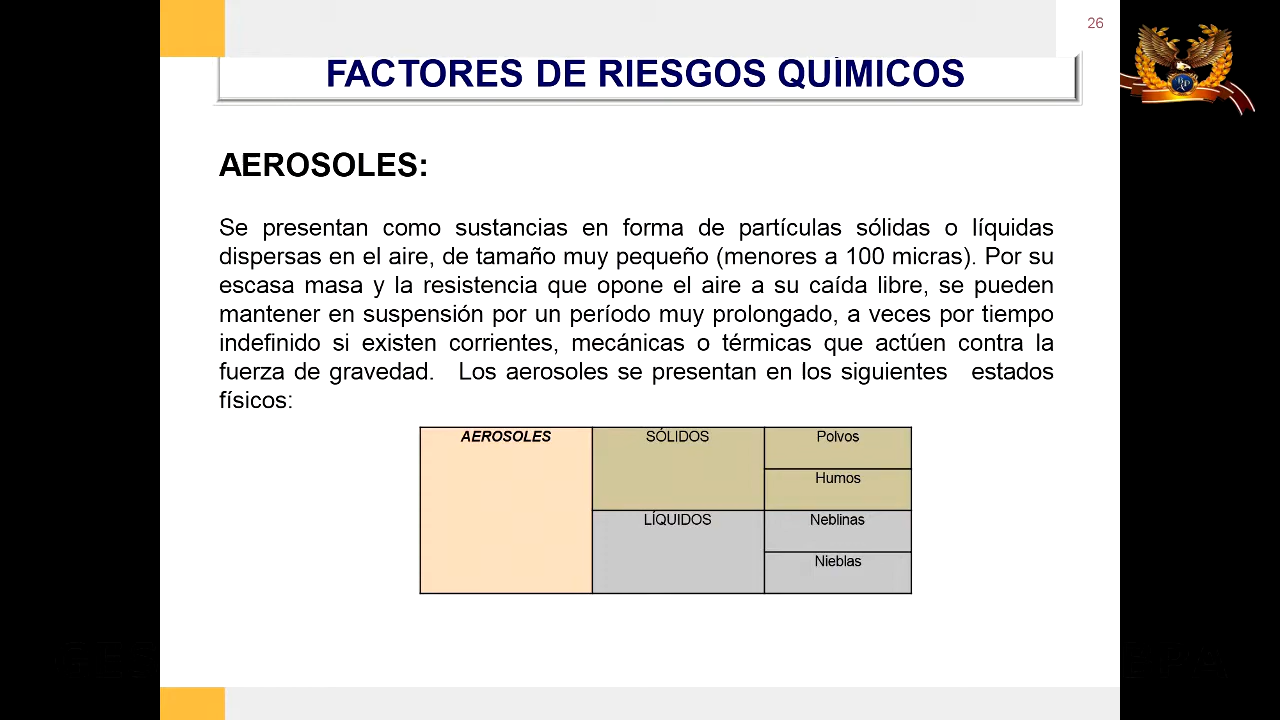 26
FACTORES DE RIESGOS QUÍMICOS
AEROSOLES:
Se presentan como sustancias en forma de partículas sólidas o líquidas
dispersas en el aire, de tamaño muy pequeño (menores a 100 micras). Por su
escasa masa y la resistencia que opone el aire a su caída libre, se pueden
mantener en suspensión por un período muy prolongado, a veces por tiempo
indefinido si existen corrientes, mecánicas o térmicas que actúen contra la
fuerza de gravedad. Los aerosoles se presentan en los siguientes estados
físicos:
AEROSOLES
SÓLIDOS
Polvos
Humos
LÍQUIDOS
Neblinas
Nieblas